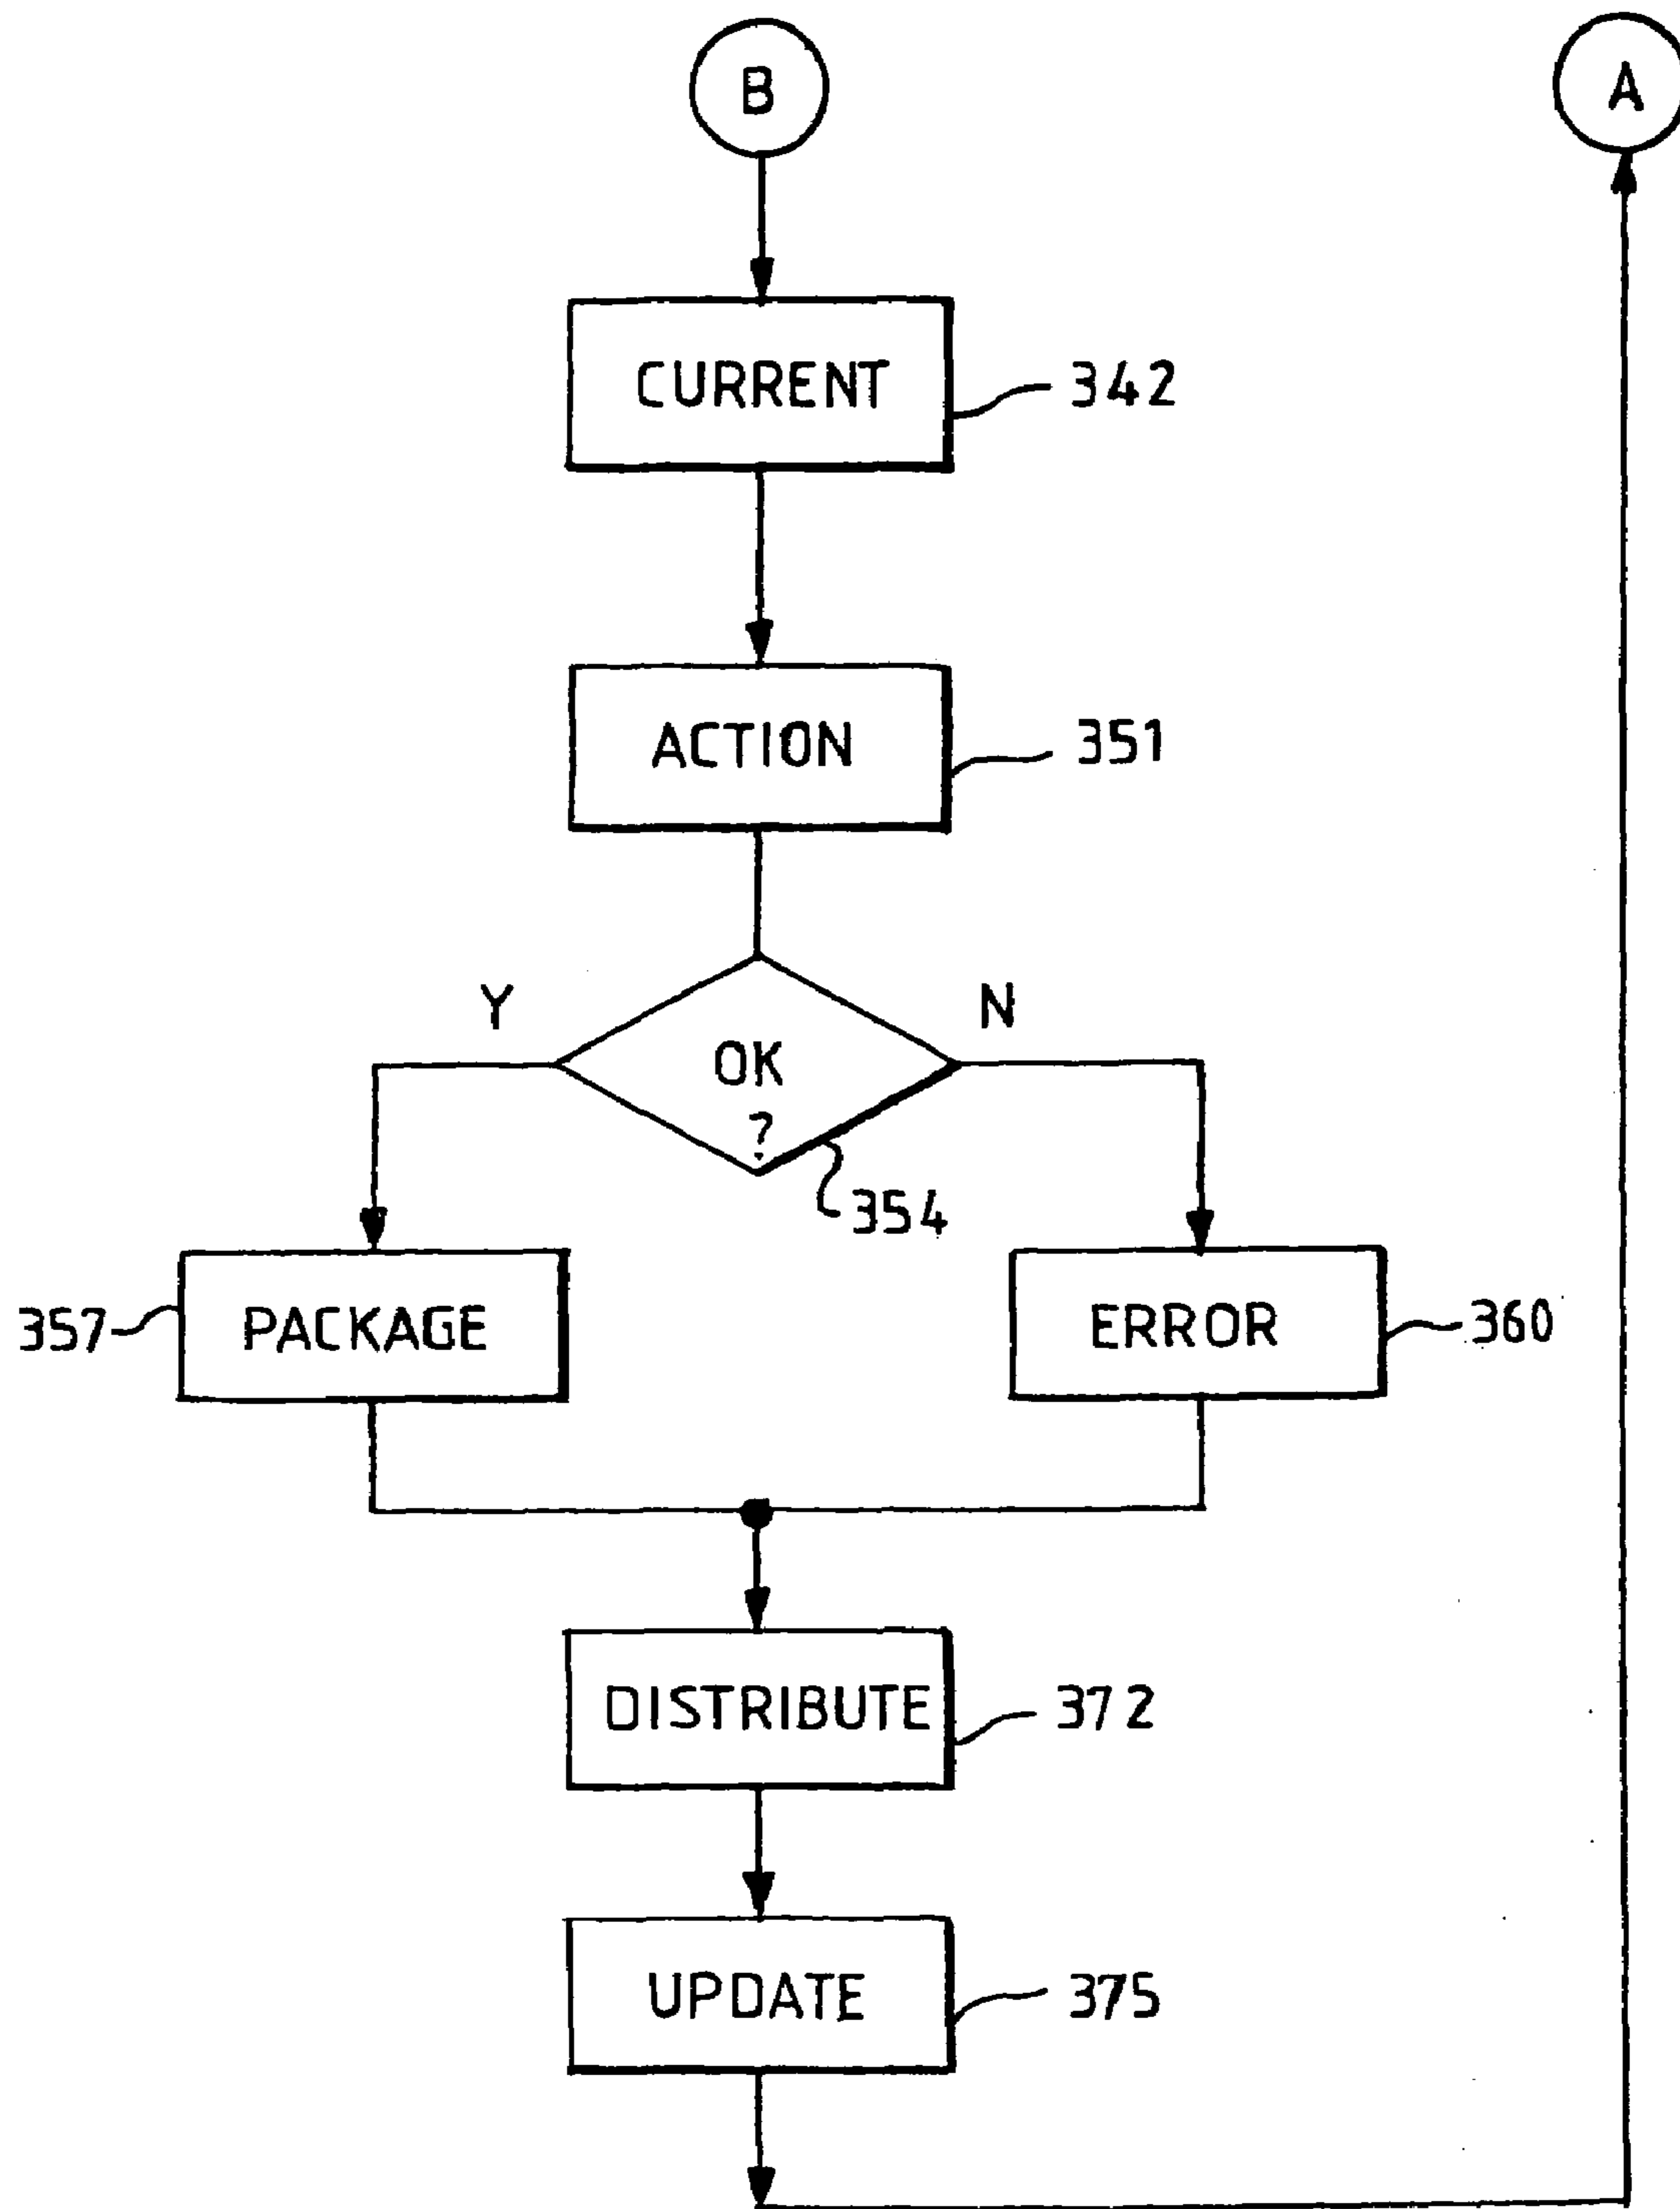 B
A
CURRENT
342
ACTION
351
Y
N
OK
?
354
357
PACKAGE
ERROR
360
DISTRIBUTE
372
UPDATE
375